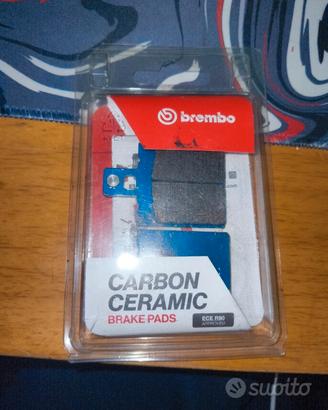 brembo
CARBON
CERAMIC
BRAKE PADS
ECE R90
APPROVED
subito